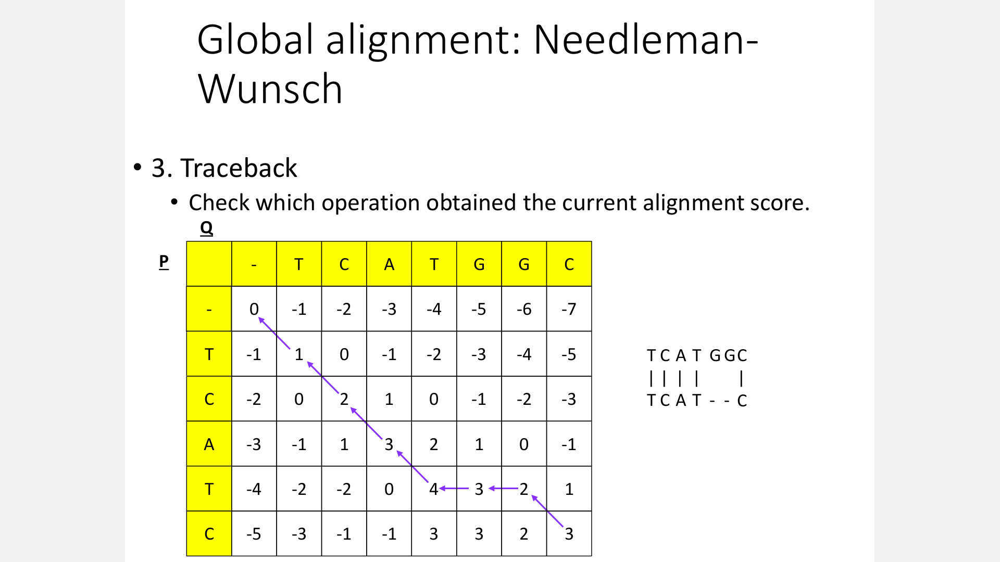 Global alignment: Needleman-
Wunsch
• 3. Traceback
• Check which operation obtained the current alignment score.
Q
P
- T C A T G G C
- 0 -1 -2 -3 -4 -5 -6 -7
T -1 1 0 -1 -2 -3 -4 -5
C -2 0 2 1 0 -1 -2 -3
A -3 -1 1 3 2 1 0 -1
T -4 -2 -2 0 4 3 2 1
C -5 -3 -1 -1 3 3 2 3
T C A T G G C
| | | | |
T C A T - - C